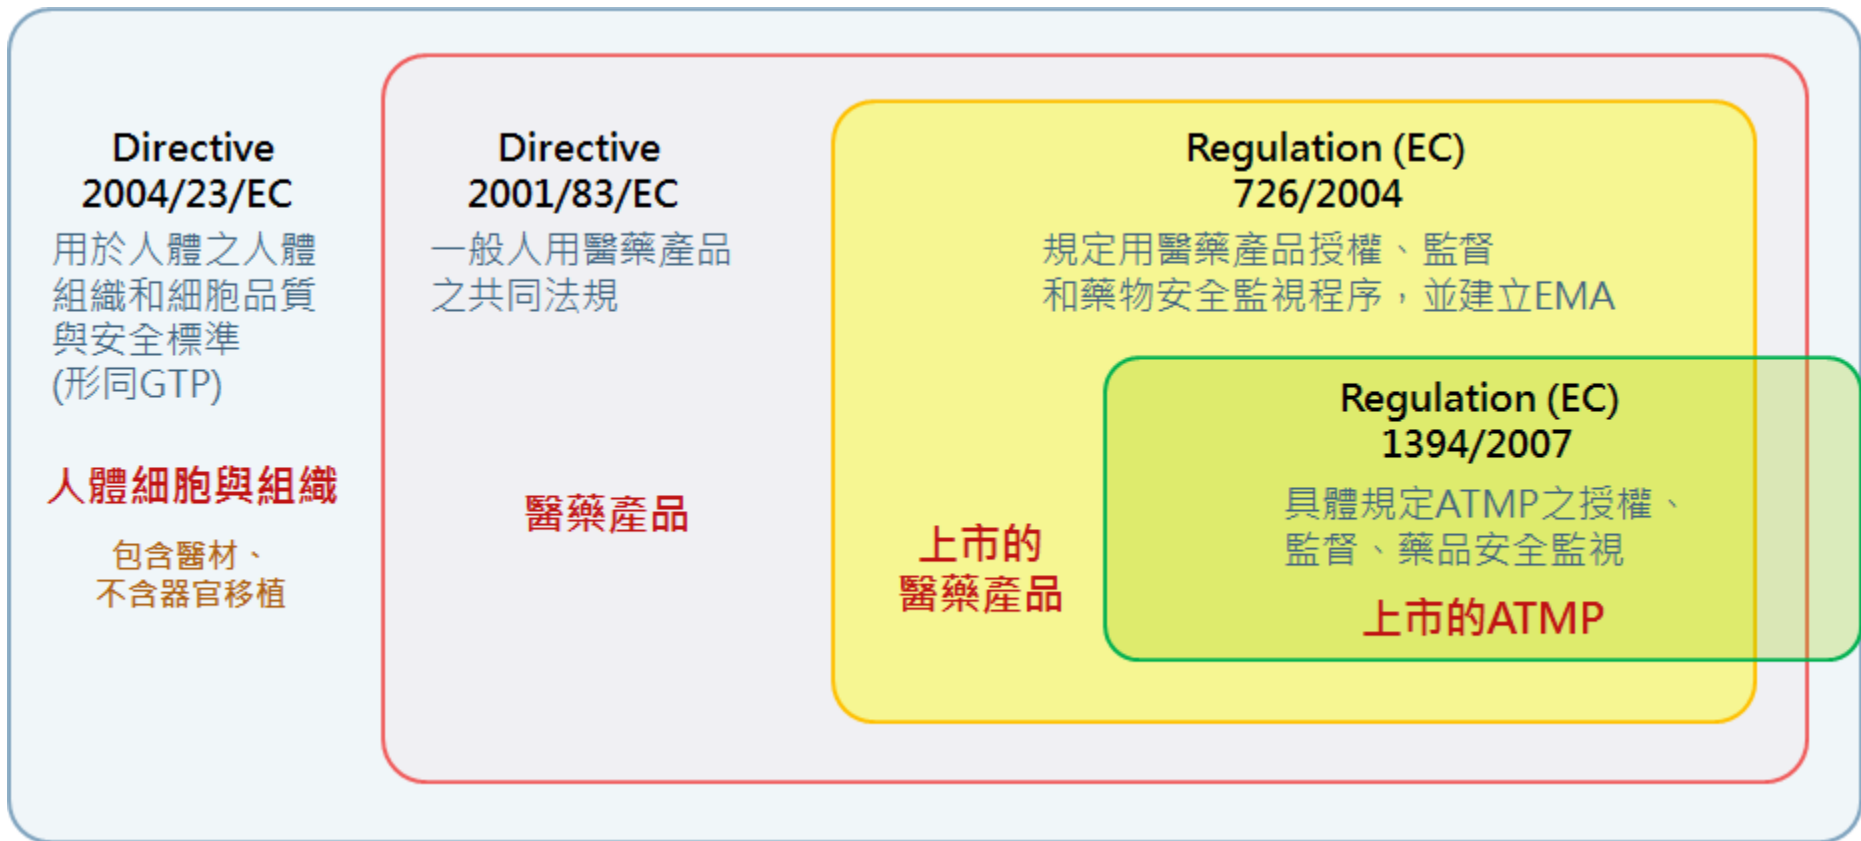 Directive
2004/23/EC
用於人體之人體
組織和細胞品質
與安全標準
(形同GTP)
人體細胞與組織
包含醫材、
不含器官移植
Directive
2001/83/EC
一般人用醫藥產品
之共同法規
醫藥產品
Regulation (EC)
726/2004
規定用醫藥產品授權、監督
和藥物安全監視程序，並建立EMA
上市的
醫藥產品
Regulation (EC)
1394/2007
具體規定ATMP之授權、
監督、藥品安全監視
上市的ATMP